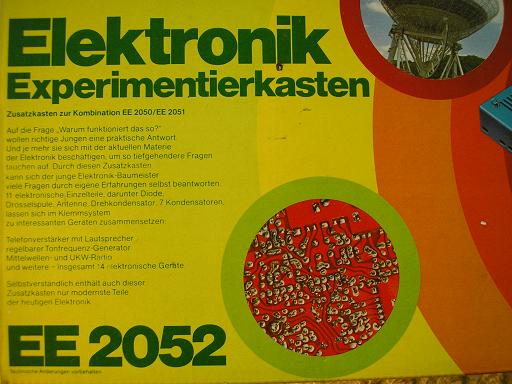 Elektronik
Experimentierkasten
Zusatzkasten zur Kombination EE 2050/EE 2051
Auf die Frage „Warum funktioniert das so?"
wollen richtige Jungen eine praktische Antwort.
Und je mehr sie sich mit der aktuellen Materie
der Elektronik beschäftigen, um so tiefgehendere Fragen
tauchen auf. Durch diesen Zusatzkasten
kann sich der junge Elektronik-Baumeister
viele Fragen durch eigene Erfahrungen selbst beantworten.
11 elektronische Einzelteile, darunter Diode,
Drosselspule, Antenne, Drehkondensator, 7 Kondensatoren,
lassen sich im Klemmsystem
zu interessanten Geräten zusammensetzen:
Telefonverstärker mit Lautsprecher
regelbarer Tonfrequenz-Generator
Mittelwellen- und UKW-Radio
und weitere – insgesamt 14 elektronische Geräte.
Selbstverständlich enthält auch dieser
Zusatzkasten nur modernste Teile
der heutigen Elektronik.
EE 2052
Technische Änderungen vorbehalten